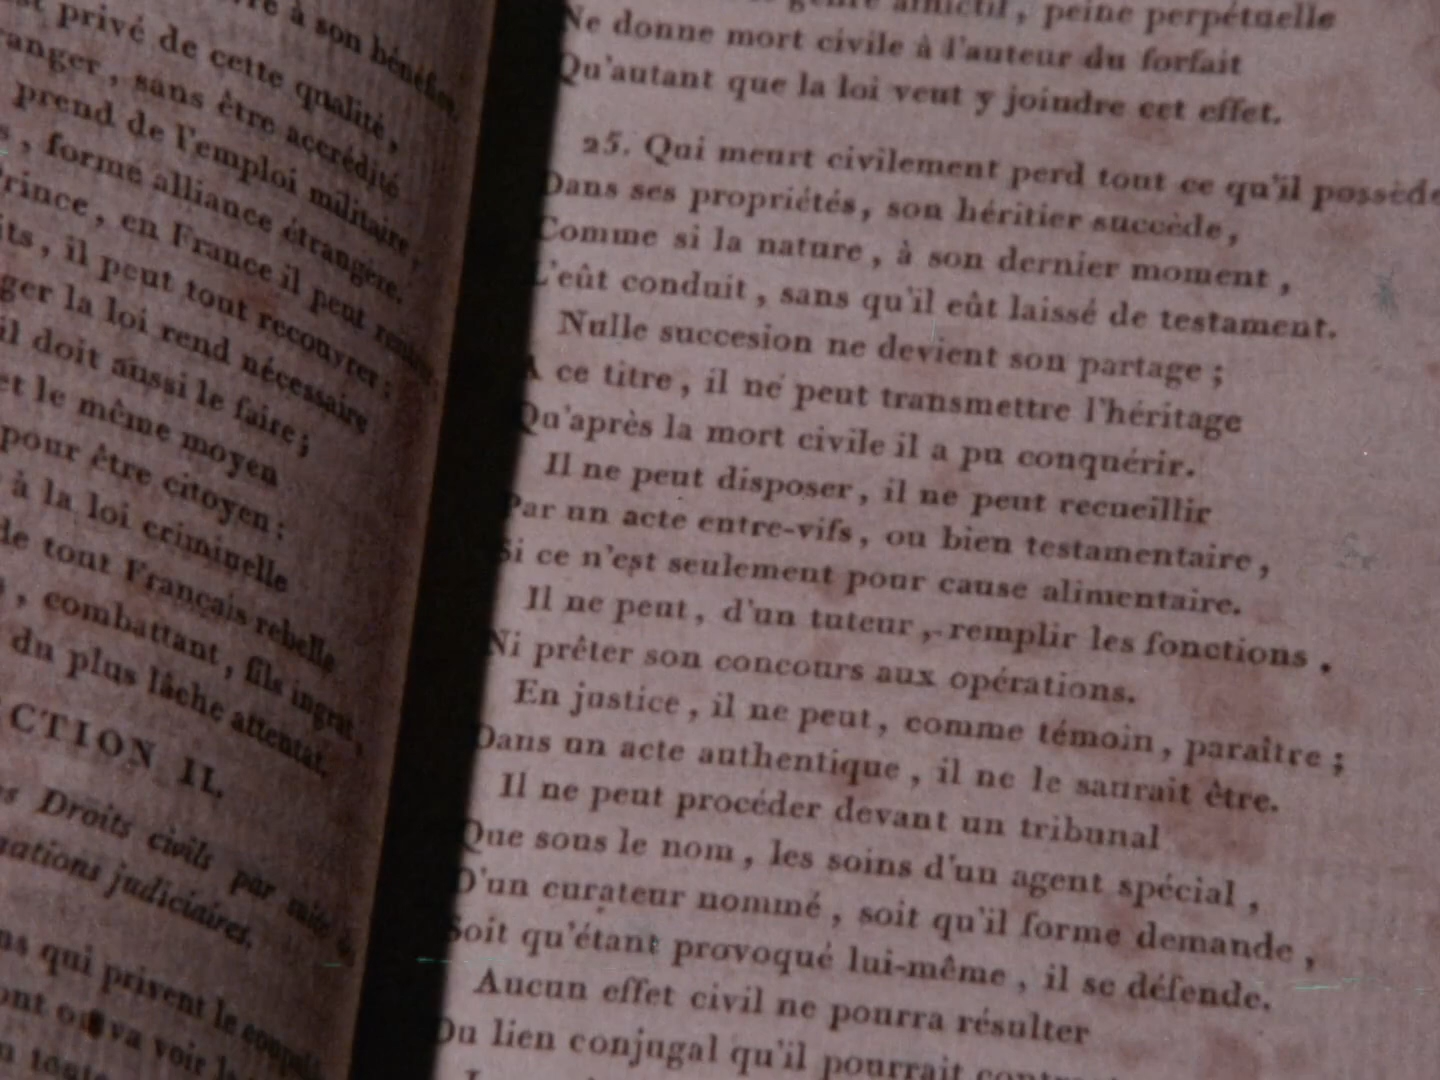 à son bénéfice
privé de cette qualité,
sans être accrédité
prend de l'emploi militaire,
, forme alliance étrangère.
Prince, en France il peut
, il peut tout recouvrer :
la loi rend nécessaire
il doit aussi le faire ;
et le même moyen
pour être citoyen :
à la loi criminelle
de tout Français rebelle
, combattant, fils ingrat,
du plus lâche attentat.
CTION II.
Droits civils par suite
judiciaires.
qui privent le
va voir
afflictif, peine perpétuelle
Ne donne mort civile à l'auteur du forfait
Qu'autant que la loi veut y joindre cet effet.
25. Qui meurt civilement perd tout ce qu'il possède
Dans ses propriétés, son héritier succède,
Comme si la nature, à son dernier moment,
L'eût conduit, sans qu'il eût laissé de testament.
Nulle succesion ne devient son partage ;
A ce titre, il ne peut transmettre l'héritage
Qu'après la mort civile il a pu conquérir.
Il ne peut disposer, il ne peut recueillir
Par un acte entre-vifs, ou bien testamentaire,
Si ce n'est seulement pour cause alimentaire.
Il ne peut, d'un tuteur, remplir les fonctions.
Ni prêter son concours aux opérations.
En justice, il ne peut, comme témoin, paraître ;
Dans un acte authentique, il ne le saurait être.
Il ne peut procéder devant un tribunal
Que sous le nom, les soins d'un agent spécial,
D'un curateur nommé, soit qu'il forme demande,
Soit qu'étant provoqué lui-même, il se défende.
Aucun effet civil ne pourra résulter
Du lien conjugal qu'il pourrait